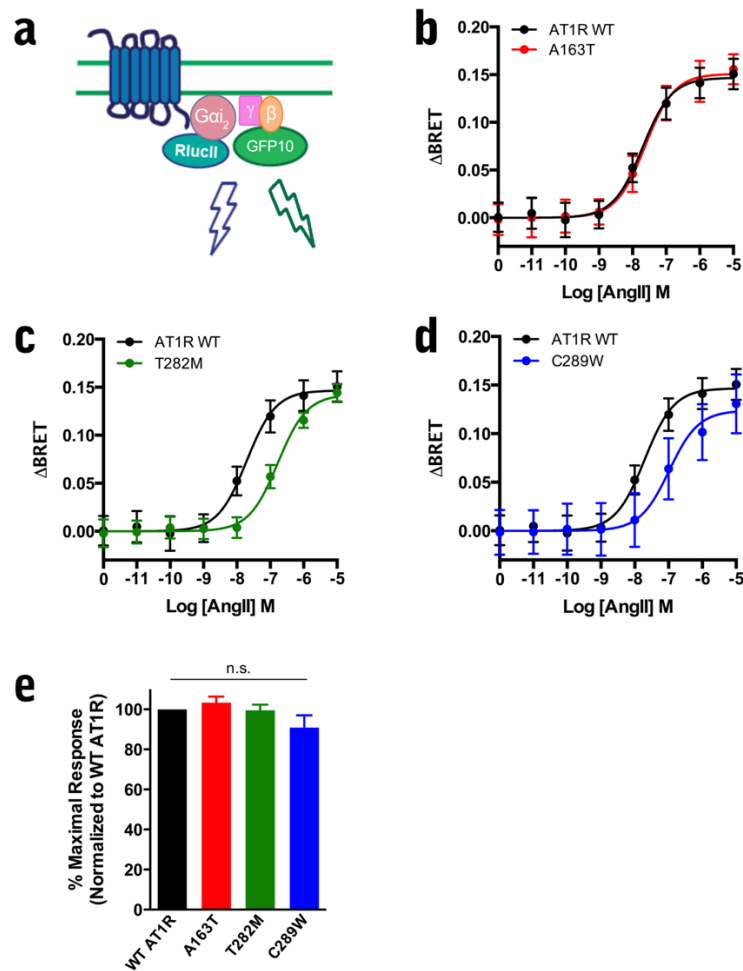 a
Gαi2
γ
β
RlucII
GFP10
b
AT1R WT
A163T
ΔBRET
0.20
0.15
0.10
0.05
0.00
0 -11 -10 -9 -8 -7 -6 -5
Log [AngII] M
c
AT1R WT
T282M
ΔBRET
0.20
0.15
0.10
0.05
0.00
0 -11 -10 -9 -8 -7 -6 -5
Log [AngII] M
d
AT1R WT
C289W
ΔBRET
0.20
0.15
0.10
0.05
0.00
0 -11 -10 -9 -8 -7 -6 -5
Log [AngII] M
e
n.s.
% Maximal Response
(Normalized to WT AT1R)
100
80
60
40
20
0
WT AT1R
A163T
T282M
C289W